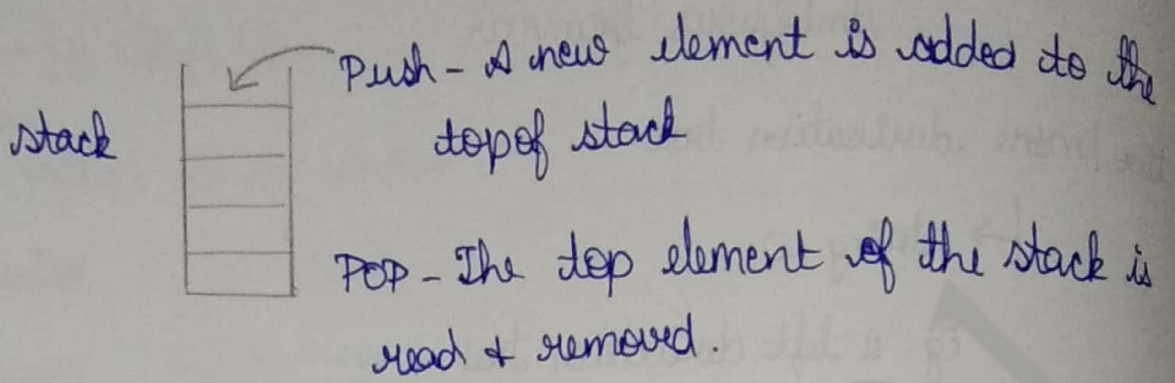 Push - A new element is added to the
stack
top of stack
POP - The top element of the stack is
read & removed.